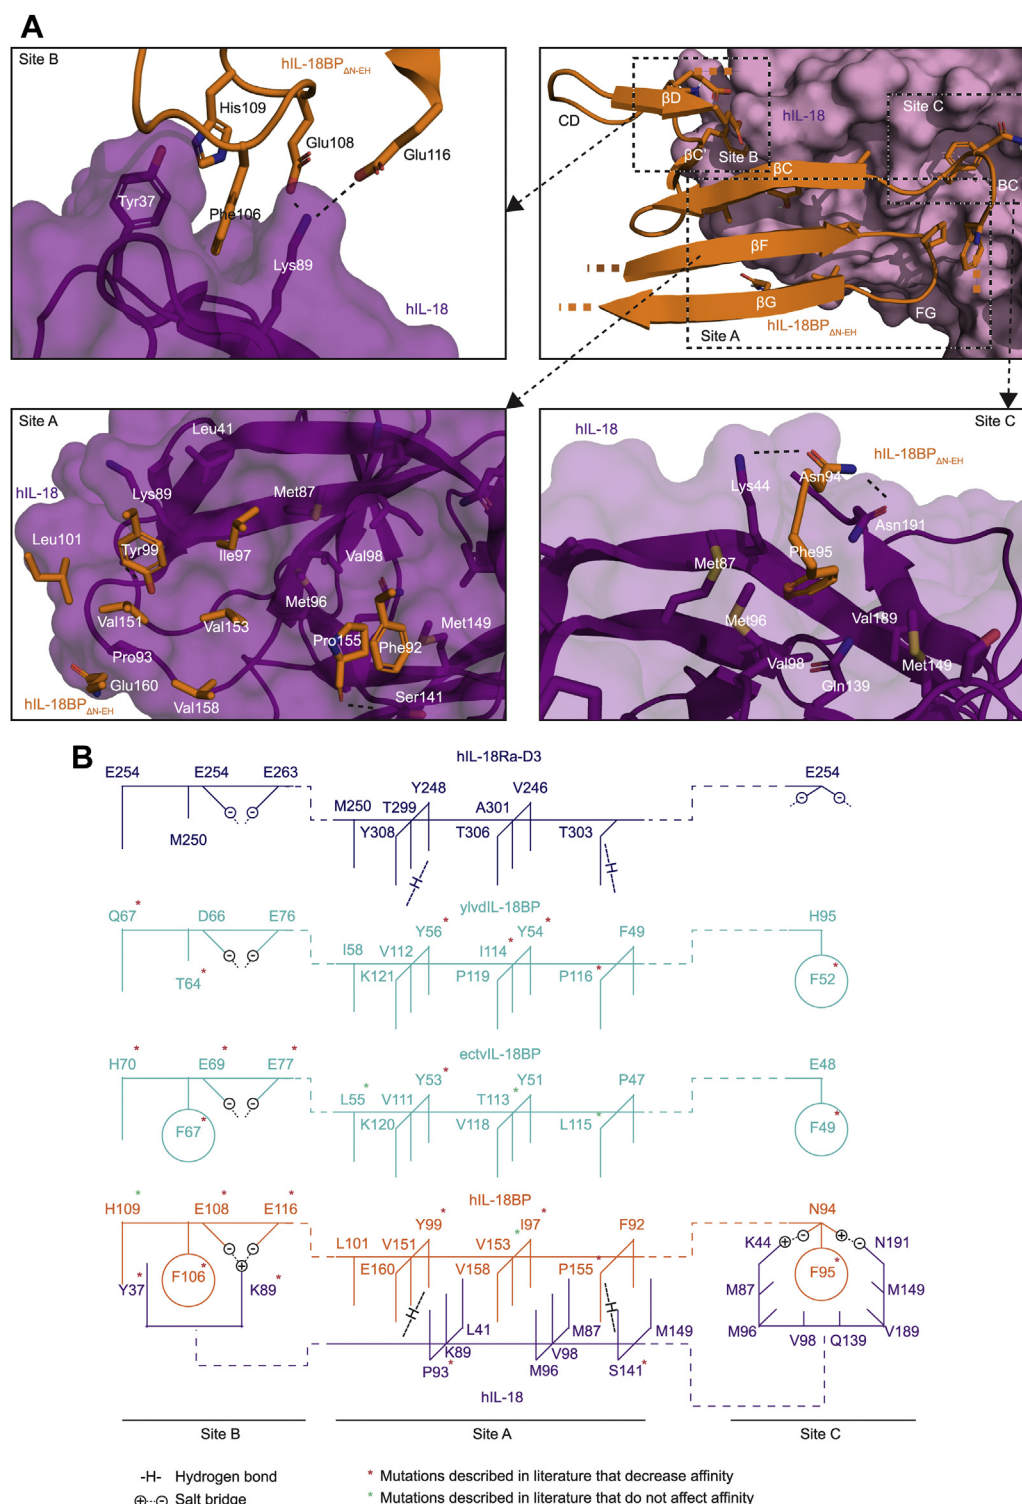 A
Site B
hIL-18BPΔN-EH
His109
Glu108
Glu116
Tyr37
Phe106
Lys89
hIL-18
βD
hIL-18
Site C
CD
βC'
Site B
βC
BC
βF
βG
FG
hIL-18BPΔN-EH
Site A
Site A
Leu41
hIL-18
Lys89
Met87
Leu101
Tyr99
Ile97
Val98
Met96
Val151
Val153
Met149
Pro155
Phe92
Pro93
Glu160
Ser141
hIL-18BPΔN-EH
Val158
Site C
hIL-18
hIL-18BPΔN-EH
Asn94
Lys44
Asn191
Phe95
Met87
Met96
Val189
Val98
Met149
Gln139
B
hIL-18Ra-D3
E254 E254 E263 E254
Y248 V246
M250 T299 A301
M250 Y308 T306 T303
H H
ylvdIL-18BP
Q67* D66 E76 H95
Y56* Y54* F49
I58 V112 I114*
T64* K121 P119 P116* F52*
ectvIL-18BP
H70* E69* E77* E48
Y53* Y51 P47
L55* V111 T113*
F67* K120 V118 L115* F49*
hIL-18BP
H109* E108* E116* N94
Y99* I97* F92
L101 V151 V153* K44 N191
F106* E160 V158 P155* F95*
Y37* K89* H H M87 M149
L41 M87 M149
K89 V98 M96 V98 Q139 V189
P93* M96 S141*
hIL-18
Site B Site A Site C
-H- Hydrogen bond * Mutations described in literature that decrease affinity
⊕···⊖ Salt bridge * Mutations described in literature that do not affect affinity